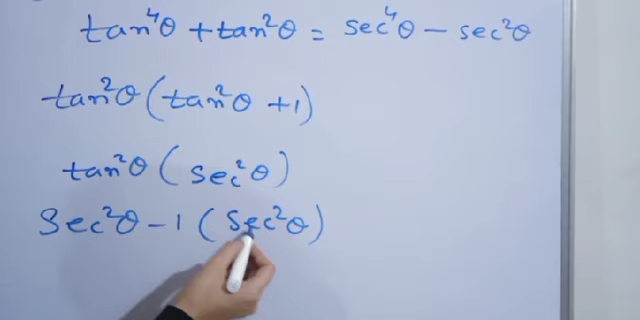 tan⁴θ + tan²θ = sec⁴θ - sec²θ
tan²θ (tan²θ + 1)
tan²θ (sec²θ)
sec²θ - 1 (sec²θ)